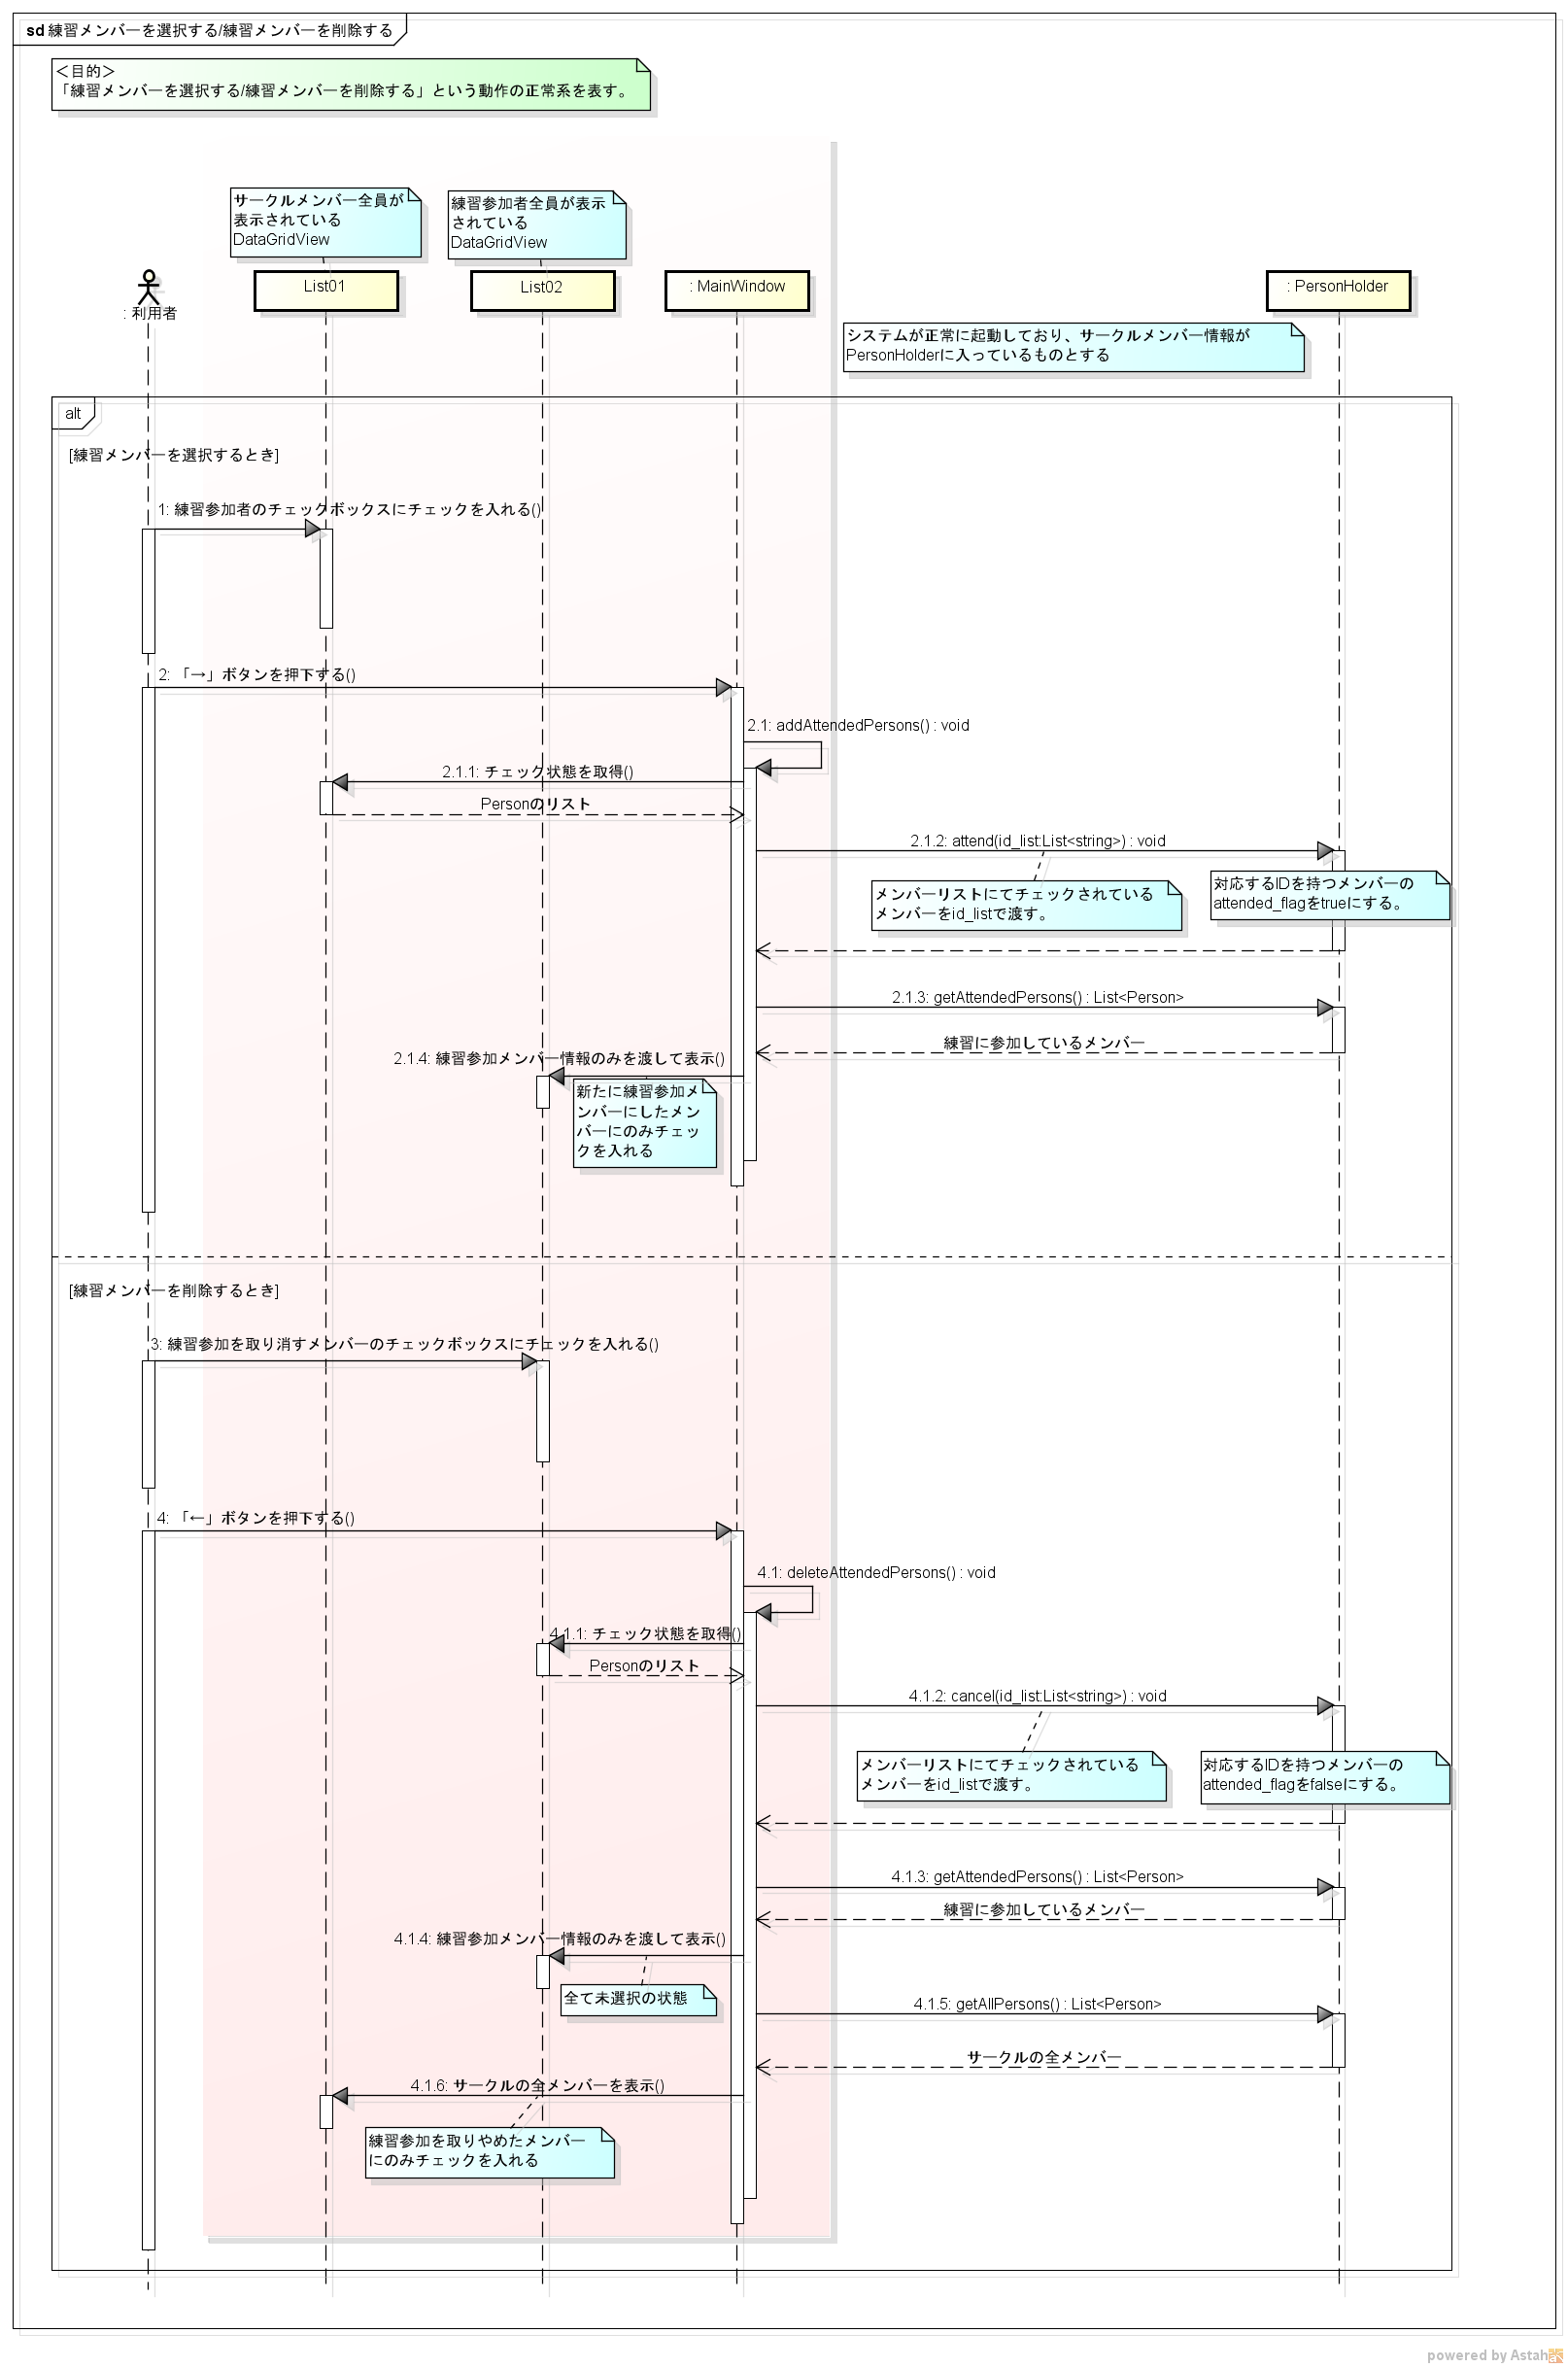 sd 練習メンバーを選択する/練習メンバーを削除する
＜目的＞
「練習メンバーを選択する/練習メンバーを削除する」という動作の正常系を表す。
サークルメンバー全員が
表示されている
DataGridView
練習参加者全員が表示
されている
DataGridView
: 利用者
List01
List02
: MainWindow
: PersonHolder
システムが正常に起動しており、サークルメンバー情報が
PersonHolderに入っているものとする
alt
[練習メンバーを選択するとき]
1: 練習参加者のチェックボックスにチェックを入れる()
2: 「→」ボタンを押下する()
2.1: addAttendedPersons() : void
2.1.1: チェック状態を取得()
Personのリスト
2.1.2: attend(id_list:List<string>) : void
メンバーリストにてチェックされている
メンバーをid_listで渡す。
対応するIDを持つメンバーの
attended_flagをtrueにする。
2.1.3: getAttendedPersons() : List<Person>
練習に参加しているメンバー
2.1.4: 練習参加メンバー情報のみを渡して表示()
新たに練習参加メ
ンバーにしたメン
バーにのみチェッ
クを入れる
[練習メンバーを削除するとき]
3: 練習参加を取り消すメンバーのチェックボックスにチェックを入れる()
4: 「←」ボタンを押下する()
4.1: deleteAttendedPersons() : void
4.1.1: チェック状態を取得()
Personのリスト
4.1.2: cancel(id_list:List<string>) : void
メンバーリストにてチェックされている
メンバーをid_listで渡す。
対応するIDを持つメンバーの
attended_flagをfalseにする。
4.1.3: getAttendedPersons() : List<Person>
練習に参加しているメンバー
4.1.4: 練習参加メンバー情報のみを渡して表示()
全て未選択の状態
4.1.5: getAllPersons() : List<Person>
サークルの全メンバー
4.1.6: サークルの全メンバーを表示()
練習参加を取りやめたメンバー
にのみチェックを入れる
powered by Astah